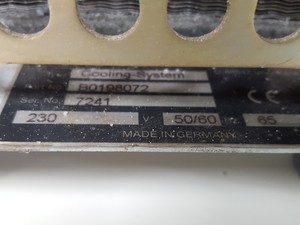 Cooling-System
B0198072
Ser. No. 7241 CE
230 V 50/60 Hz 65
MADE IN GERMANY